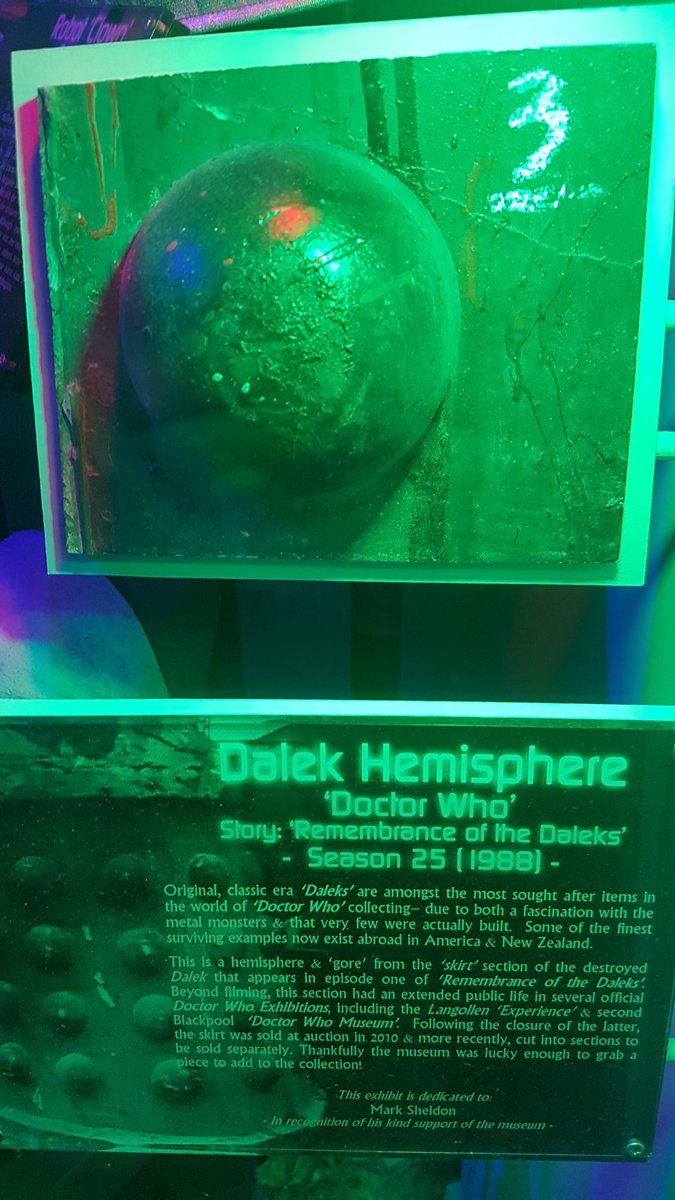 Robot 'Clown'
3
Dalek Hemisphere
'Doctor Who'
Story: 'Remembrance of the Daleks'
- Season 25 (1988) -
Original, classic era 'Daleks' are amongst the most sought after items in
the world of 'Doctor Who' collecting– due to both a fascination with the
metal monsters & that very few were actually built. Some of the finest
surviving examples now exist abroad in America & New Zealand.
This is a hemisphere & 'gore' from the 'skirt' section of the destroyed
Dalek that appears in episode one of 'Remembrance of the Daleks'.
Beyond filming, this section had an extended public life in several official
Doctor Who Exhibitions, including the Langollen 'Experience' & second
Blackpool 'Doctor Who Museum'. Following the closure of the latter,
the skirt was sold at auction in 2010 & more recently, cut into sections to
be sold separately. Thankfully the museum was lucky enough to grab a
piece to add to the collection!
This exhibit is dedicated to:
Mark Sheldon
- In recognition of his kind support of the museum -